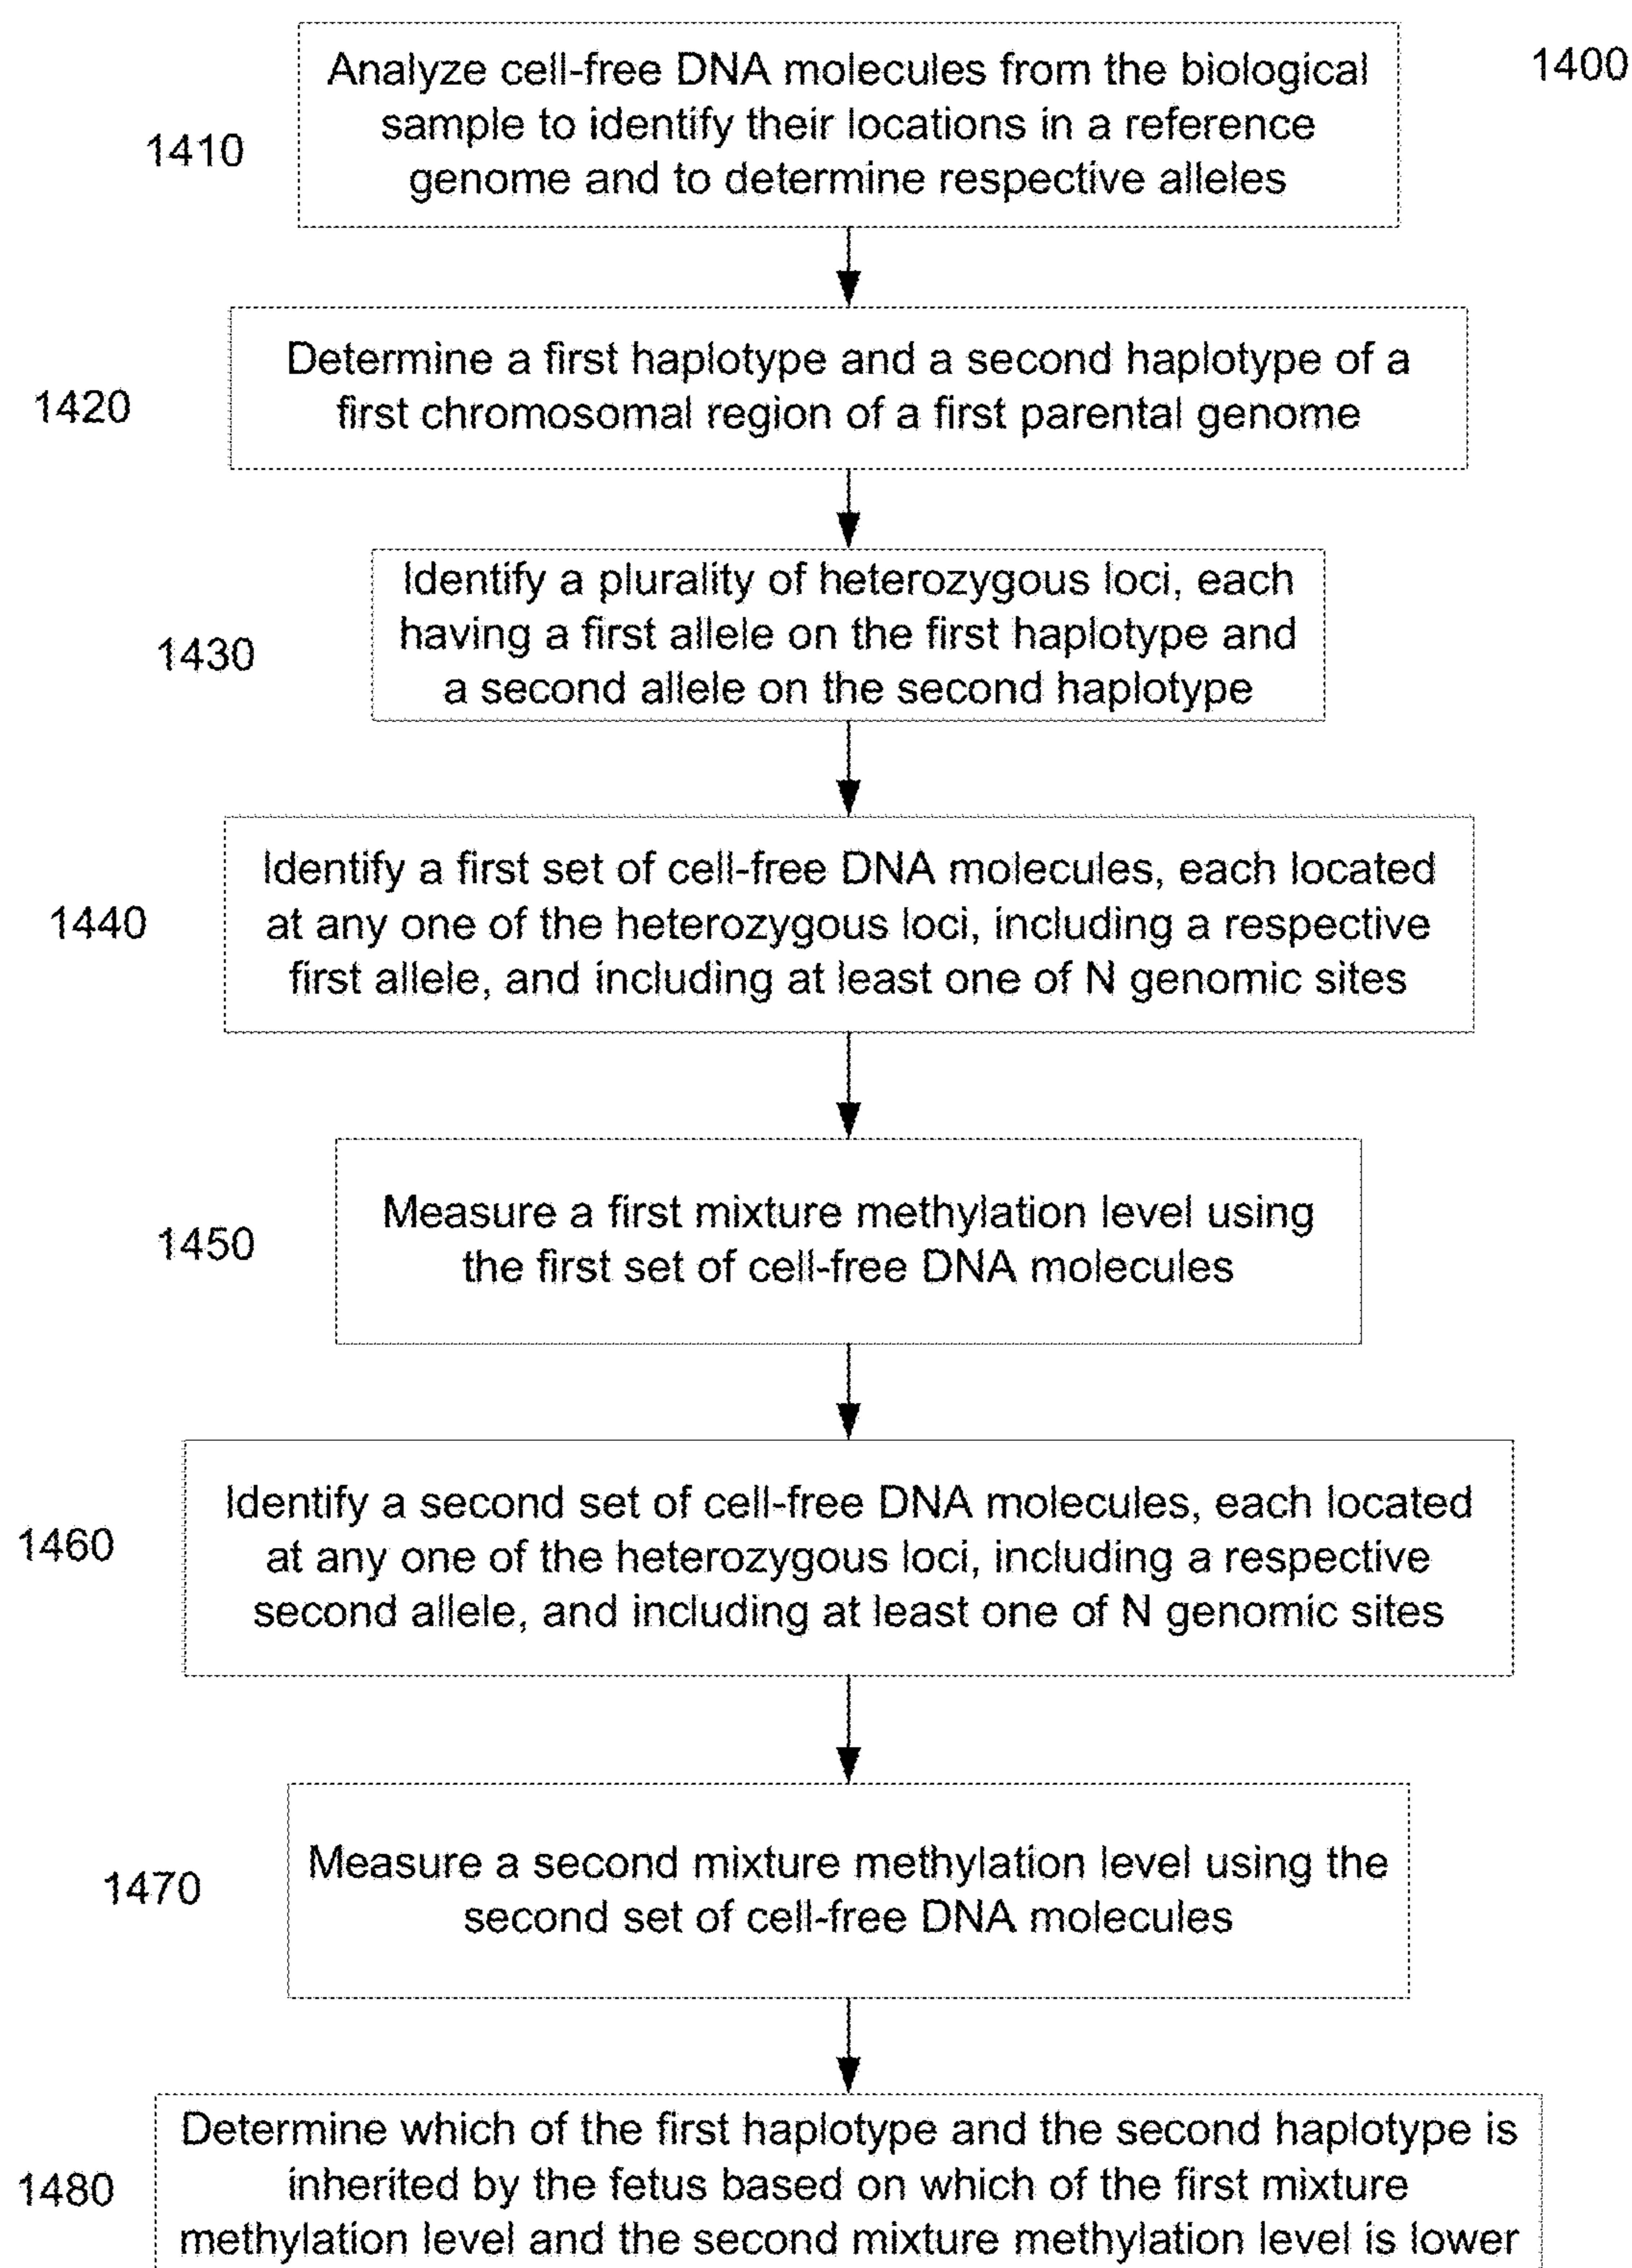 1400
Analyze cell-free DNA molecules from the biological
sample to identify their locations in a reference
genome and to determine respective alleles
1410
Determine a first haplotype and a second haplotype of a
first chromosomal region of a first parental genome
1420
Identify a plurality of heterozygous loci, each
having a first allele on the first haplotype and
a second allele on the second haplotype
1430
Identify a first set of cell-free DNA molecules, each located
at any one of the heterozygous loci, including a respective
first allele, and including at least one of N genomic sites
1440
Measure a first mixture methylation level using
the first set of cell-free DNA molecules
1450
Identify a second set of cell-free DNA molecules, each located
at any one of the heterozygous loci, including a respective
second allele, and including at least one of N genomic sites
1460
Measure a second mixture methylation level using the
second set of cell-free DNA molecules
1470
Determine which of the first haplotype and the second haplotype is
inherited by the fetus based on which of the first mixture
methylation level and the second mixture methylation level is lower
1480